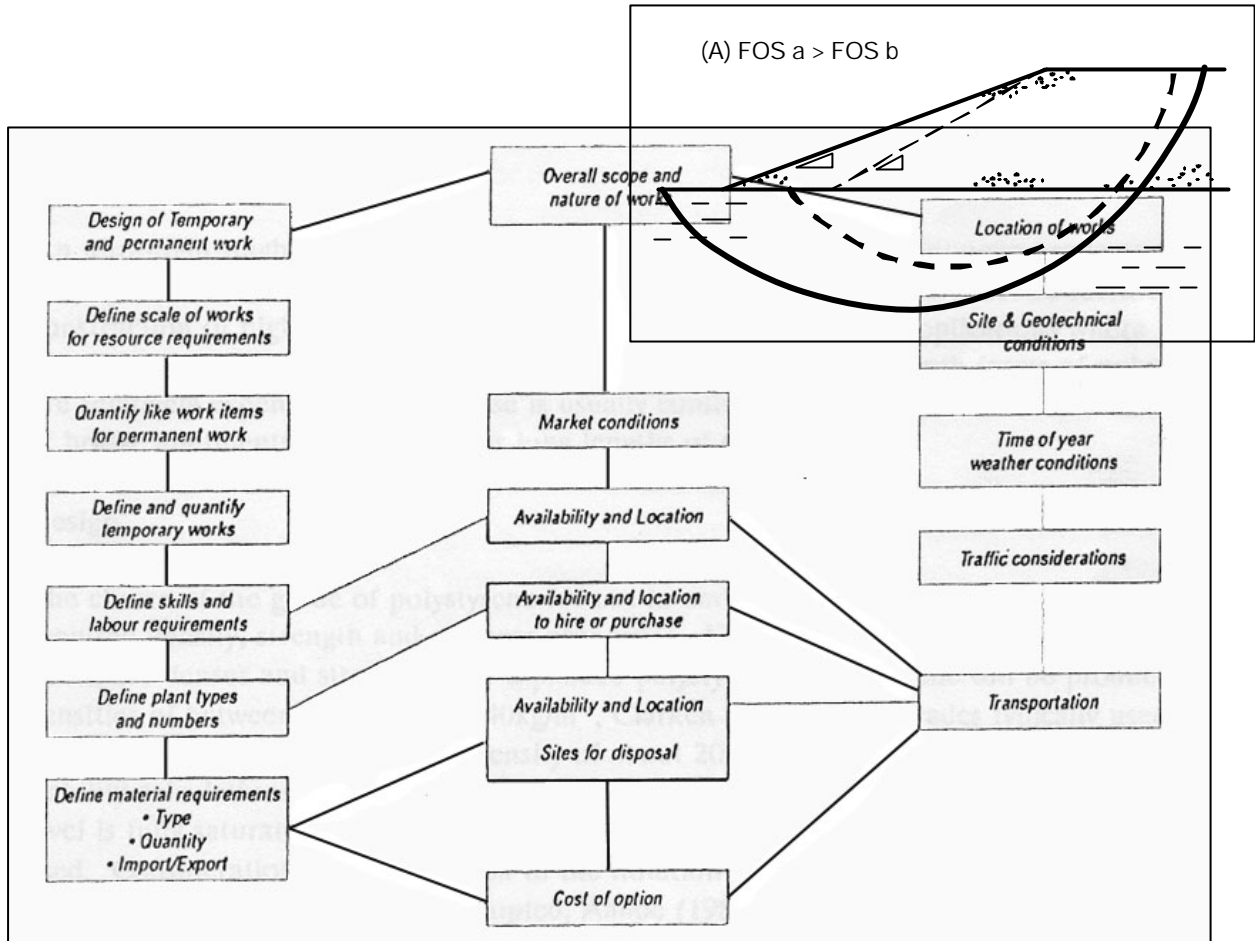 (A) FOS a > FOS b
Overall scope and
nature of work
Design of Temporary
and permanent work
Define scale of works
for resource requirements
Quantify like work items
for permanent work
Define and quantify
temporary works
Define skills and
labour requirements
Define plant types
and numbers
Define material requirements
• Type
• Quantity
• Import/Export
Market conditions
Availability and Location
Availability and location
to hire or purchase
Availability and Location
Sites for disposal
Cost of option
Location of works
Site & Geotechnical
conditions
Time of year
weather conditions
Traffic considerations
Transportation